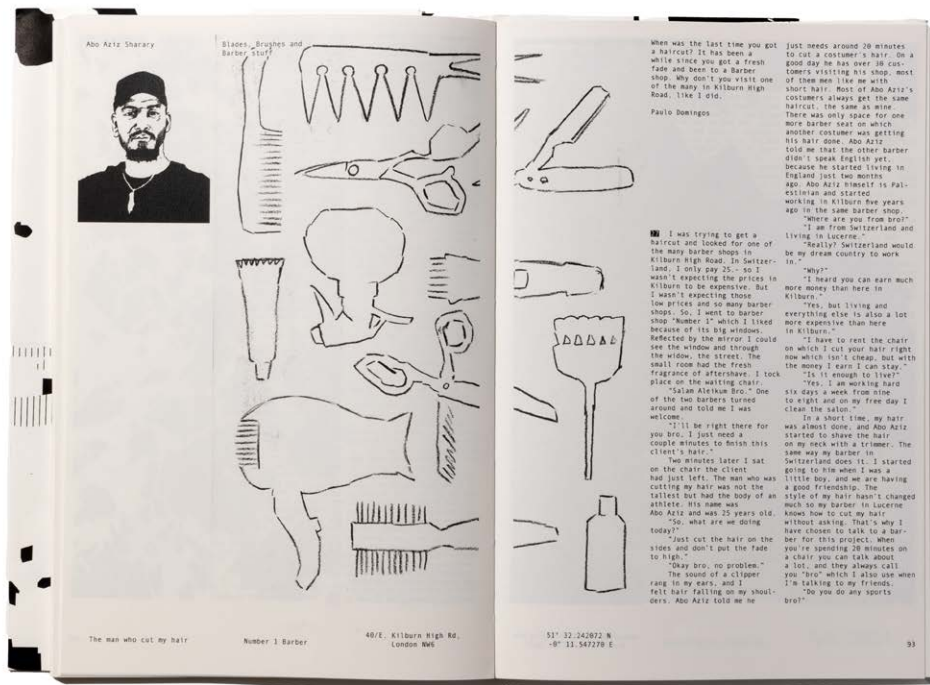 Abo Aziz Sharary
Blades, Brushes and
Barber stuff
The man who cut my hair
Number 1 Barber
40/E, Kilburn High Rd,
London NW6
When was the last time you got
a haircut? It has been a
while since you got a fresh
fade and been to a Barber
shop. Why don't you visit one
of the many in Kilburn High
Road, like I did.
Paulo Domingos
I was trying to get a
haircut and looked for one of
the many barber shops in
Kilburn High Road. In Switzer-
land, I only pay 25.- so I
wasn't expecting the prices in
Kilburn to be expensive. But
I wasn't expecting those
low prices and so many barber
shops. So, I went to barber
shop "Number 1" which I liked
because of its big windows.
Reflected by the mirror I could
see the window and through
the widow, the street. The
small room had the fresh
fragrance of aftershave. I tock
place on the waiting chair.
"Salam Aleikum Bro." One
of the two barbers turned
around and told me I was
welcome.
"I'll be right there for
you bro, I just need a
couple minutes to finish this
client's hair."
Two minutes later I sat
on the chair the client
had just left. The man who was
cutting my hair was not the
tallest but had the body of an
athlete. His name was
Abo Aziz and was 25 years old.
"So, what are we doing
today?"
"Just cut the hair on the
sides and don't put the fade
to high."
"Okay bro, no problem."
The sound of a clipper
rang in my ears, and I
felt hair falling on my shoul-
ders. Abo Aziz told me he
just needs around 20 minutes
to cut a costumer's hair. On a
good day he has over 30 cus-
tomers visiting his shop, most
of them men like me with
short hair. Most of Abo Aziz's
costumers always get the same
haircut, the same as mine.
There was only space for one
more barber seat on which
another costumer was getting
his hair done. Abo Aziz
told me that the other barber
didn't speak English yet,
because he started living in
England just two months
ago. Abo Aziz himself is Pal-
estinian and started
working in Kilburn five years
ago in the same barber shop.
"Where are you from bro?"
"I am from Switzerland and
living in Lucerne."
"Really? Switzerland would
be my dream country to work
in."
"Why?"
"I heard you can earn much
more money than here in
Kilburn."
"Yes, but living and
everything else is also a lot
more expensive than here
in Kilburn."
"I have to rent the chair
on which I cut your hair right
now which isn't cheap, but with
the money I earn I can stay."
"Is it enough to live?"
"Yes, I am working hard
six days a week from nine
to eight and on my free day I
clean the salon."
In a short time, my hair
was almost done, and Abo Aziz
started to shave the hair
on my neck with a trimmer. The
same way my barber in
Switzerland does it. I started
going to him when I was a
little boy, and we are having
a good friendship. The
style of my hair hasn't changed
much so my barber in Lucerne
knows how to cut my hair
without asking. That's why I
have chosen to talk to a bar-
ber for this project. When
you're spending 20 minutes on
a chair you can talk about
a lot, and they always call
you "bro" which I also use when
I'm talking to my friends.
"Do you do any sports
bro?"
51° 32.242072 N
-0° 11.547270 E
93